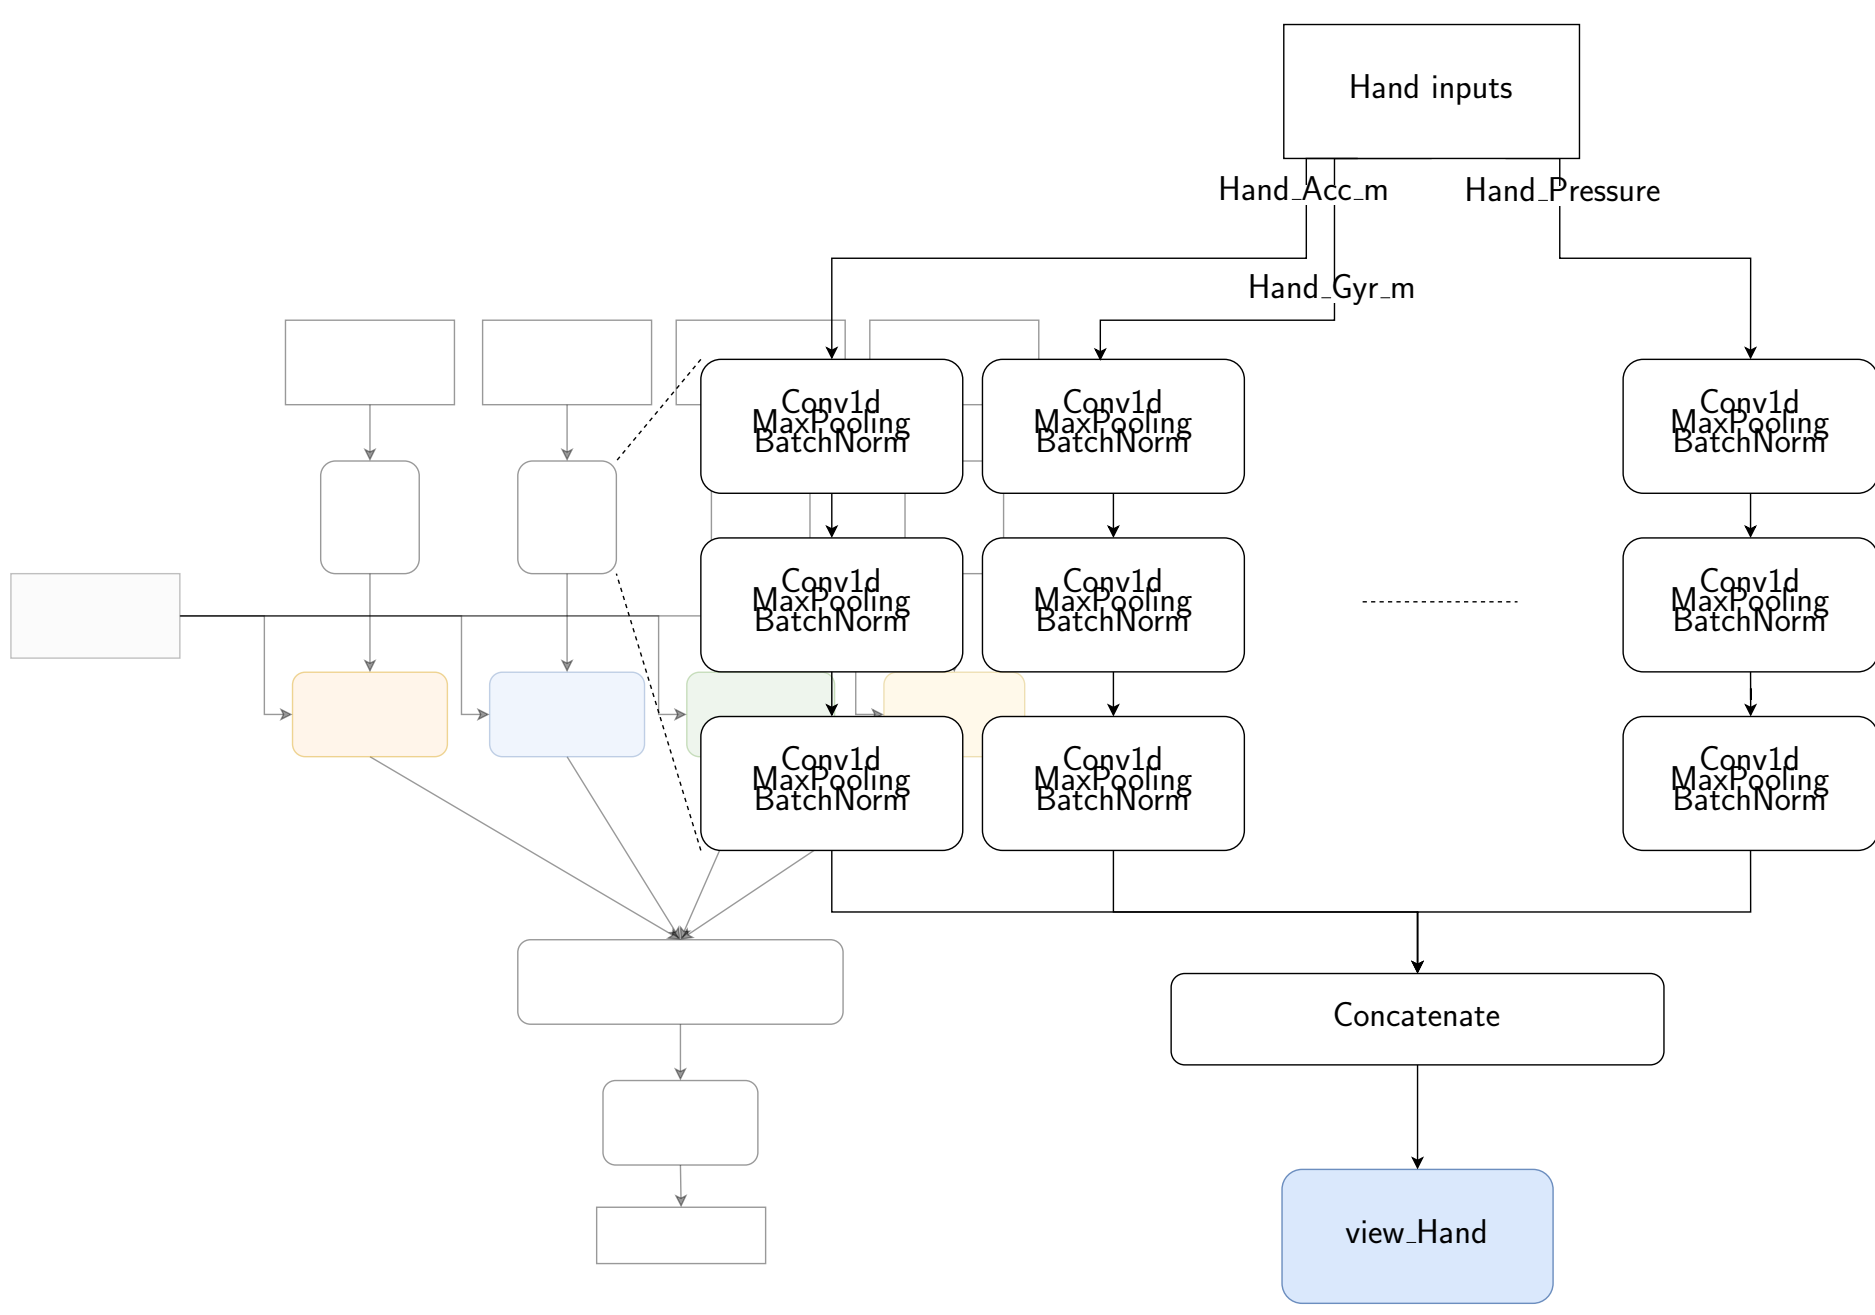 Hand inputs
Hand_Acc_m
Hand_Pressure
Hand_Gyr_m
Conv1d
MaxPooling
BatchNorm
Conv1d
MaxPooling
BatchNorm
Conv1d
MaxPooling
BatchNorm
Conv1d
MaxPooling
BatchNorm
Conv1d
MaxPooling
BatchNorm
Conv1d
MaxPooling
BatchNorm
Conv1d
MaxPooling
BatchNorm
Conv1d
MaxPooling
BatchNorm
Conv1d
MaxPooling
BatchNorm
Concatenate
view_Hand